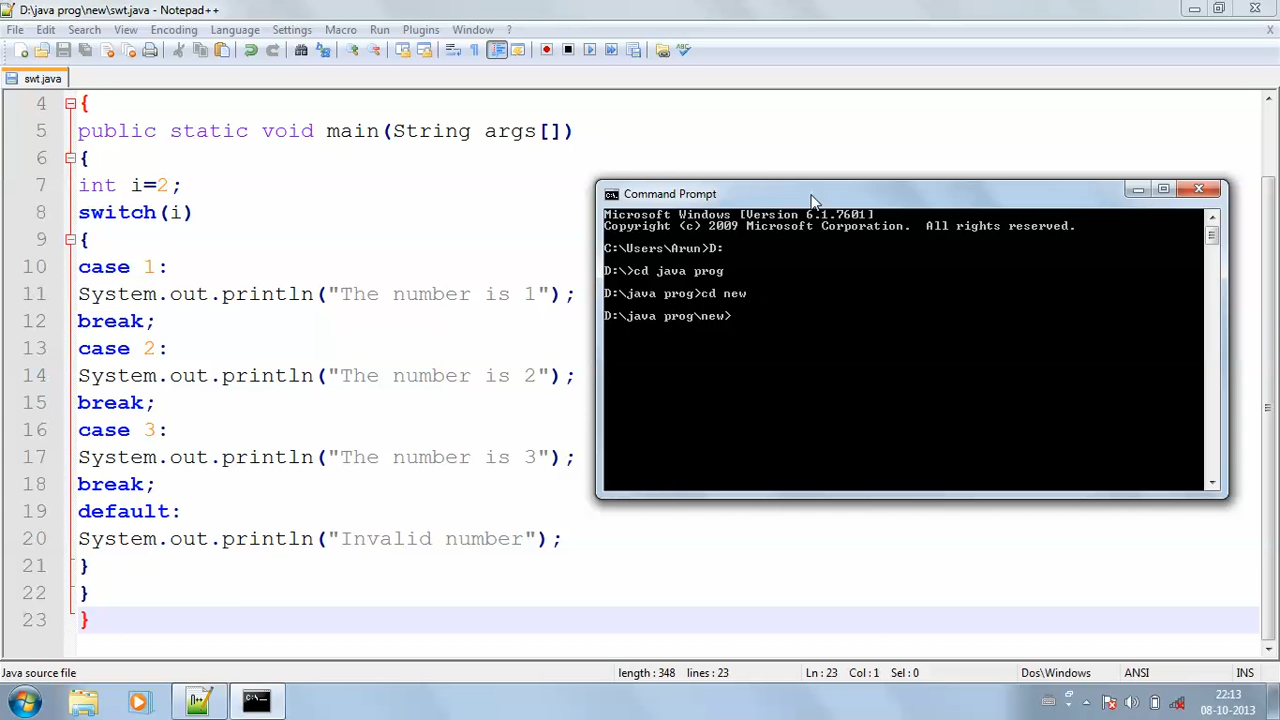 D:\java prog\new\swt.java - Notepad++
File Edit Search View Encoding Language Settings Macro Run Plugins Window ? X
swt.java
4 {
5 public static void main(String args[])
6 {
7 int i=2;
8 switch(i)
9 {
10 case 1:
11 System.out.println("The number is 1");
12 break;
13 case 2:
14 System.out.println("The number is 2");
15 break;
16 case 3:
17 System.out.println("The number is 3");
18 break;
19 default:
20 System.out.println("Invalid number");
21 }
22 }
23 }
Command Prompt
Microsoft Windows [Version 6.1.7601]
Copyright (c) 2009 Microsoft Corporation.  All rights reserved.
C:\Users\Arun>D:
D:\>cd java prog
D:\java prog>cd new
D:\java prog\new>
Java source file length : 348 lines : 23 Ln : 23 Col : 1 Sel : 0 Dos\Windows ANSI INS
22:13
08-10-2013